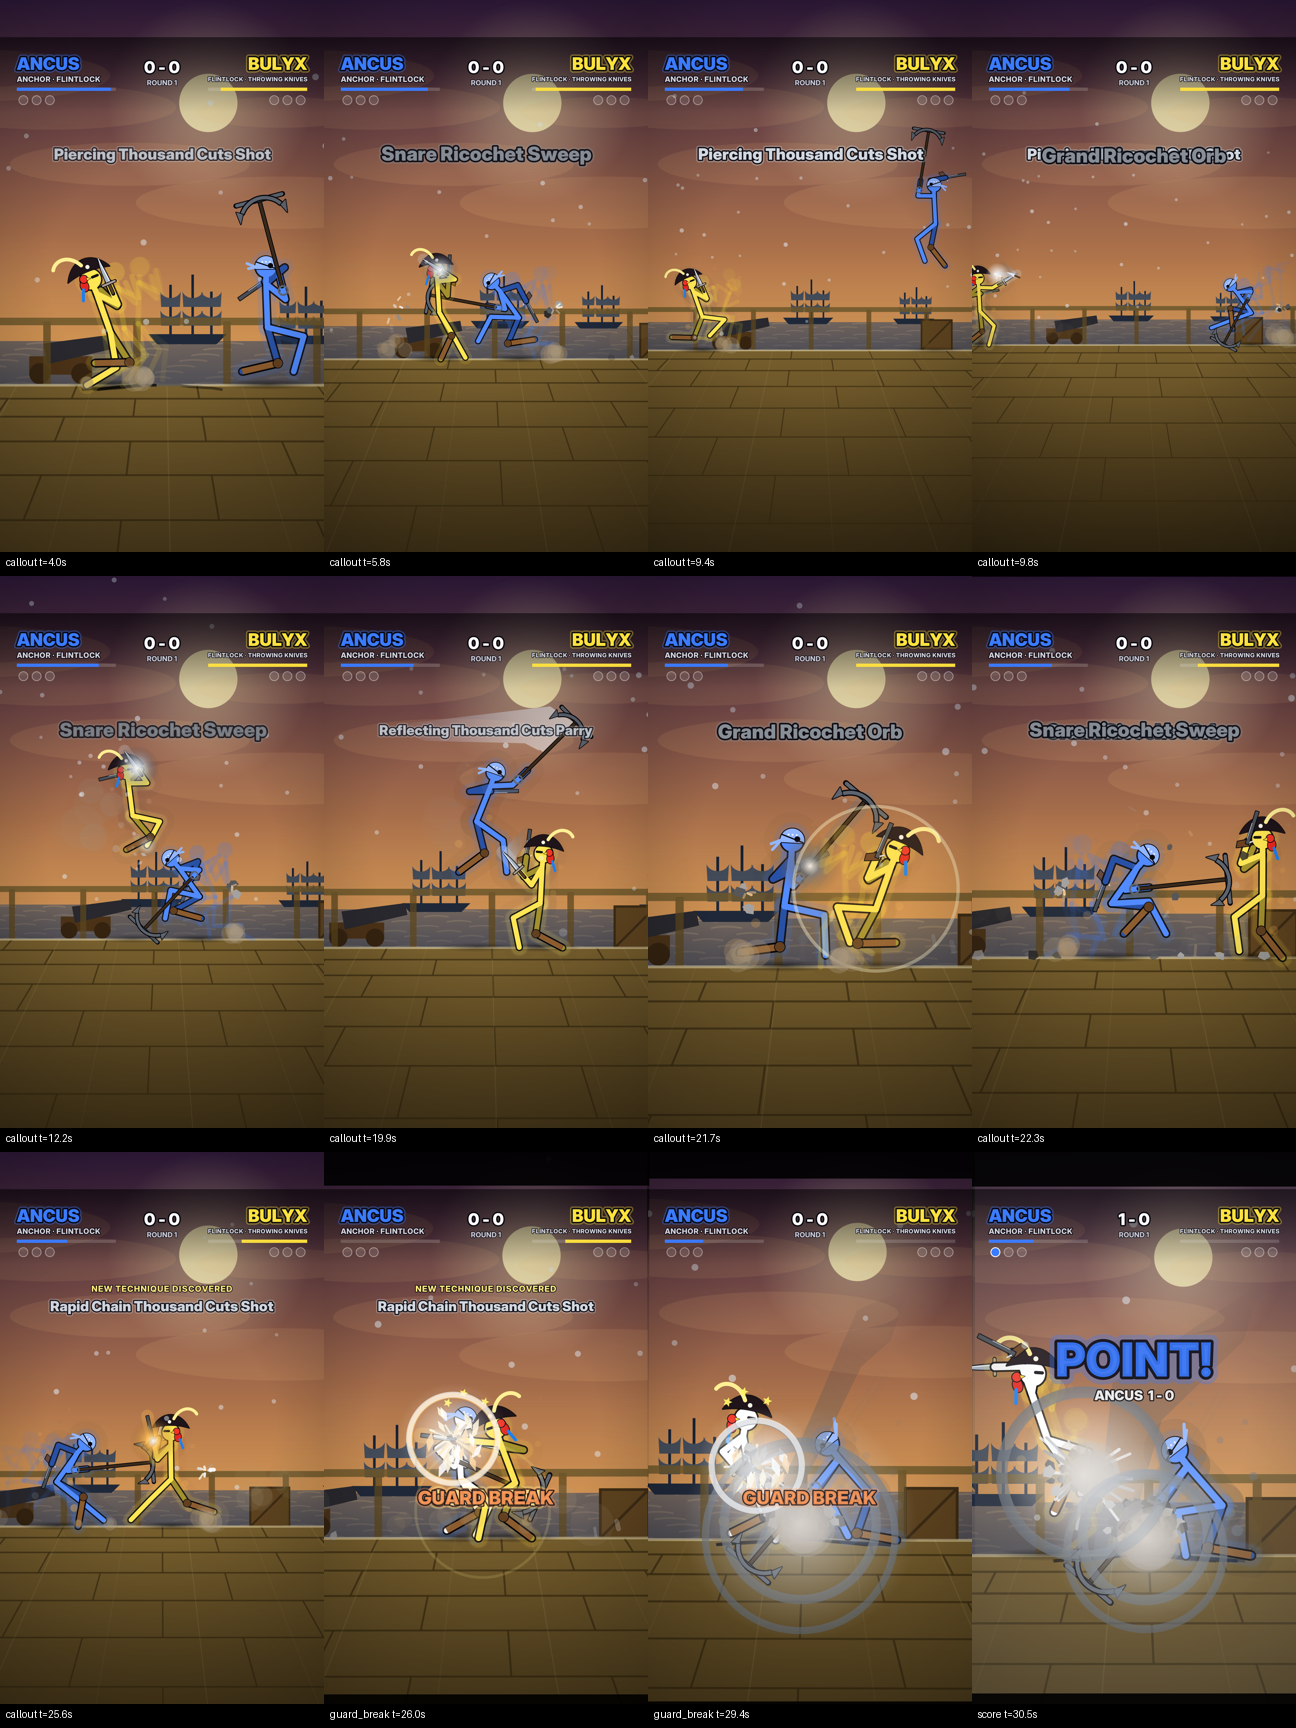 ANCUS
0 - 0
BULYX
ANCHOR · FLINTLOCK
ROUND 1
FLINTLOCK · THROWING KNIVES
Piercing Thousand Cuts Shot
callout t=4.0s
ANCUS
0 - 0
BULYX
ANCHOR · FLINTLOCK
ROUND 1
FLINTLOCK · THROWING KNIVES
Snare Ricochet Sweep
callout t=5.8s
ANCUS
0 - 0
BULYX
ANCHOR · FLINTLOCK
ROUND 1
FLINTLOCK · THROWING KNIVES
Piercing Thousand Cuts Shot
callout t=9.4s
ANCUS
0 - 0
BULYX
ANCHOR · FLINTLOCK
ROUND 1
FLINTLOCK · THROWING KNIVES
Grand Ricochet Orb
callout t=9.8s
ANCUS
0 - 0
BULYX
ANCHOR · FLINTLOCK
ROUND 1
FLINTLOCK · THROWING KNIVES
Snare Ricochet Sweep
callout t=12.2s
ANCUS
0 - 0
BULYX
ANCHOR · FLINTLOCK
ROUND 1
FLINTLOCK · THROWING KNIVES
Reflecting Thousand Cuts Parry
callout t=19.9s
ANCUS
0 - 0
BULYX
ANCHOR · FLINTLOCK
ROUND 1
FLINTLOCK · THROWING KNIVES
Grand Ricochet Orb
callout t=21.7s
ANCUS
0 - 0
BULYX
ANCHOR · FLINTLOCK
ROUND 1
FLINTLOCK · THROWING KNIVES
Snare Ricochet Sweep
callout t=22.3s
ANCUS
0 - 0
BULYX
ANCHOR · FLINTLOCK
ROUND 1
FLINTLOCK · THROWING KNIVES
NEW TECHNIQUE DISCOVERED
Rapid Chain Thousand Cuts Shot
callout t=25.6s
ANCUS
0 - 0
BULYX
ANCHOR · FLINTLOCK
ROUND 1
FLINTLOCK · THROWING KNIVES
NEW TECHNIQUE DISCOVERED
Rapid Chain Thousand Cuts Shot
GUARD BREAK
guard_break t=26.0s
ANCUS
0 - 0
BULYX
ANCHOR · FLINTLOCK
ROUND 1
FLINTLOCK · THROWING KNIVES
GUARD BREAK
guard_break t=29.4s
ANCUS
1 - 0
BULYX
ANCHOR · FLINTLOCK
ROUND 1
FLINTLOCK · THROWING KNIVES
POINT!
ANCUS 1-0
score t=30.5s